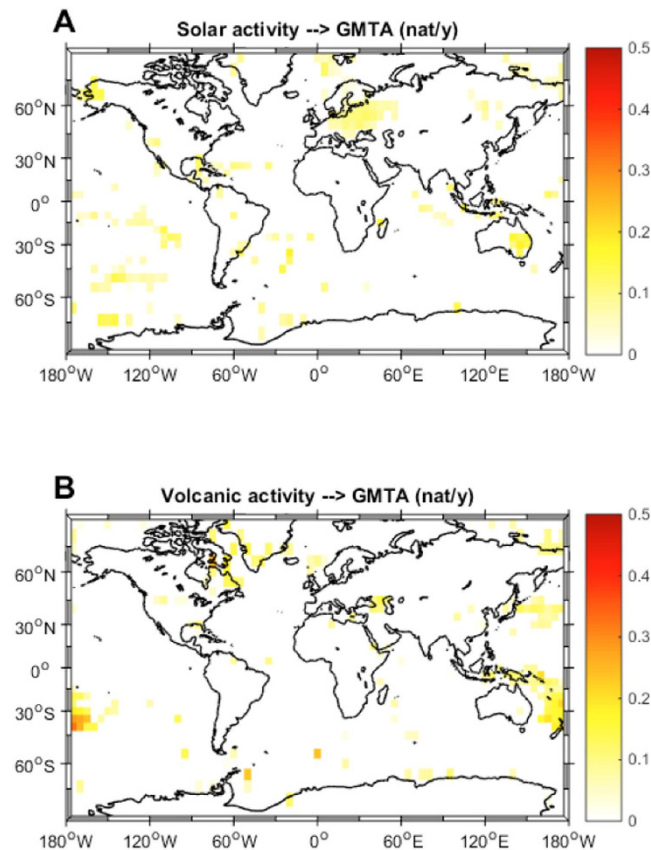 A
Solar activity --> GMTA (nat/y)
0.5
0.4
0.3
0.2
0.1
0
60°N
30°N
0°
30°S
60°S
180°W 120°W 60°W 0° 60°E 120°E 180°W
B
Volcanic activity --> GMTA (nat/y)
0.5
0.4
0.3
0.2
0.1
0
60°N
30°N
0°
30°S
60°S
180°W 120°W 60°W 0° 60°E 120°E 180°W